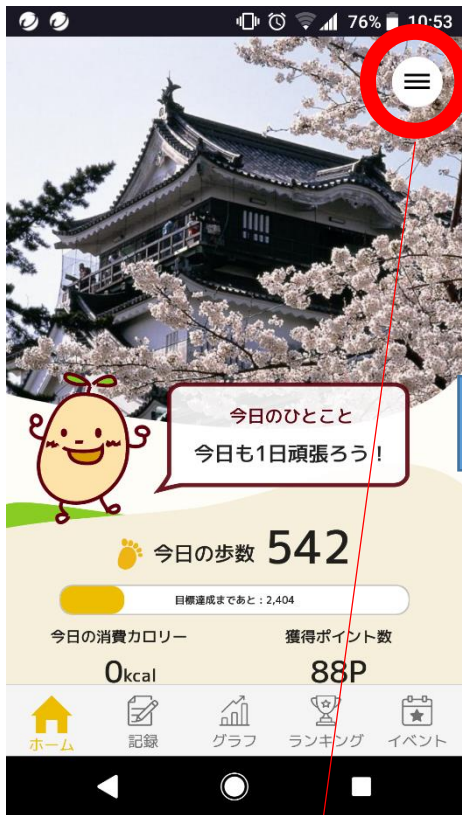 76% 10:53
今日のひとこと
今日も1日頑張ろう！
今日の歩数 542
目標達成まであと：2,404
今日の消費カロリー 獲得ポイント数
0kcal 88P
ホーム 記録 グラフ ランキング イベント